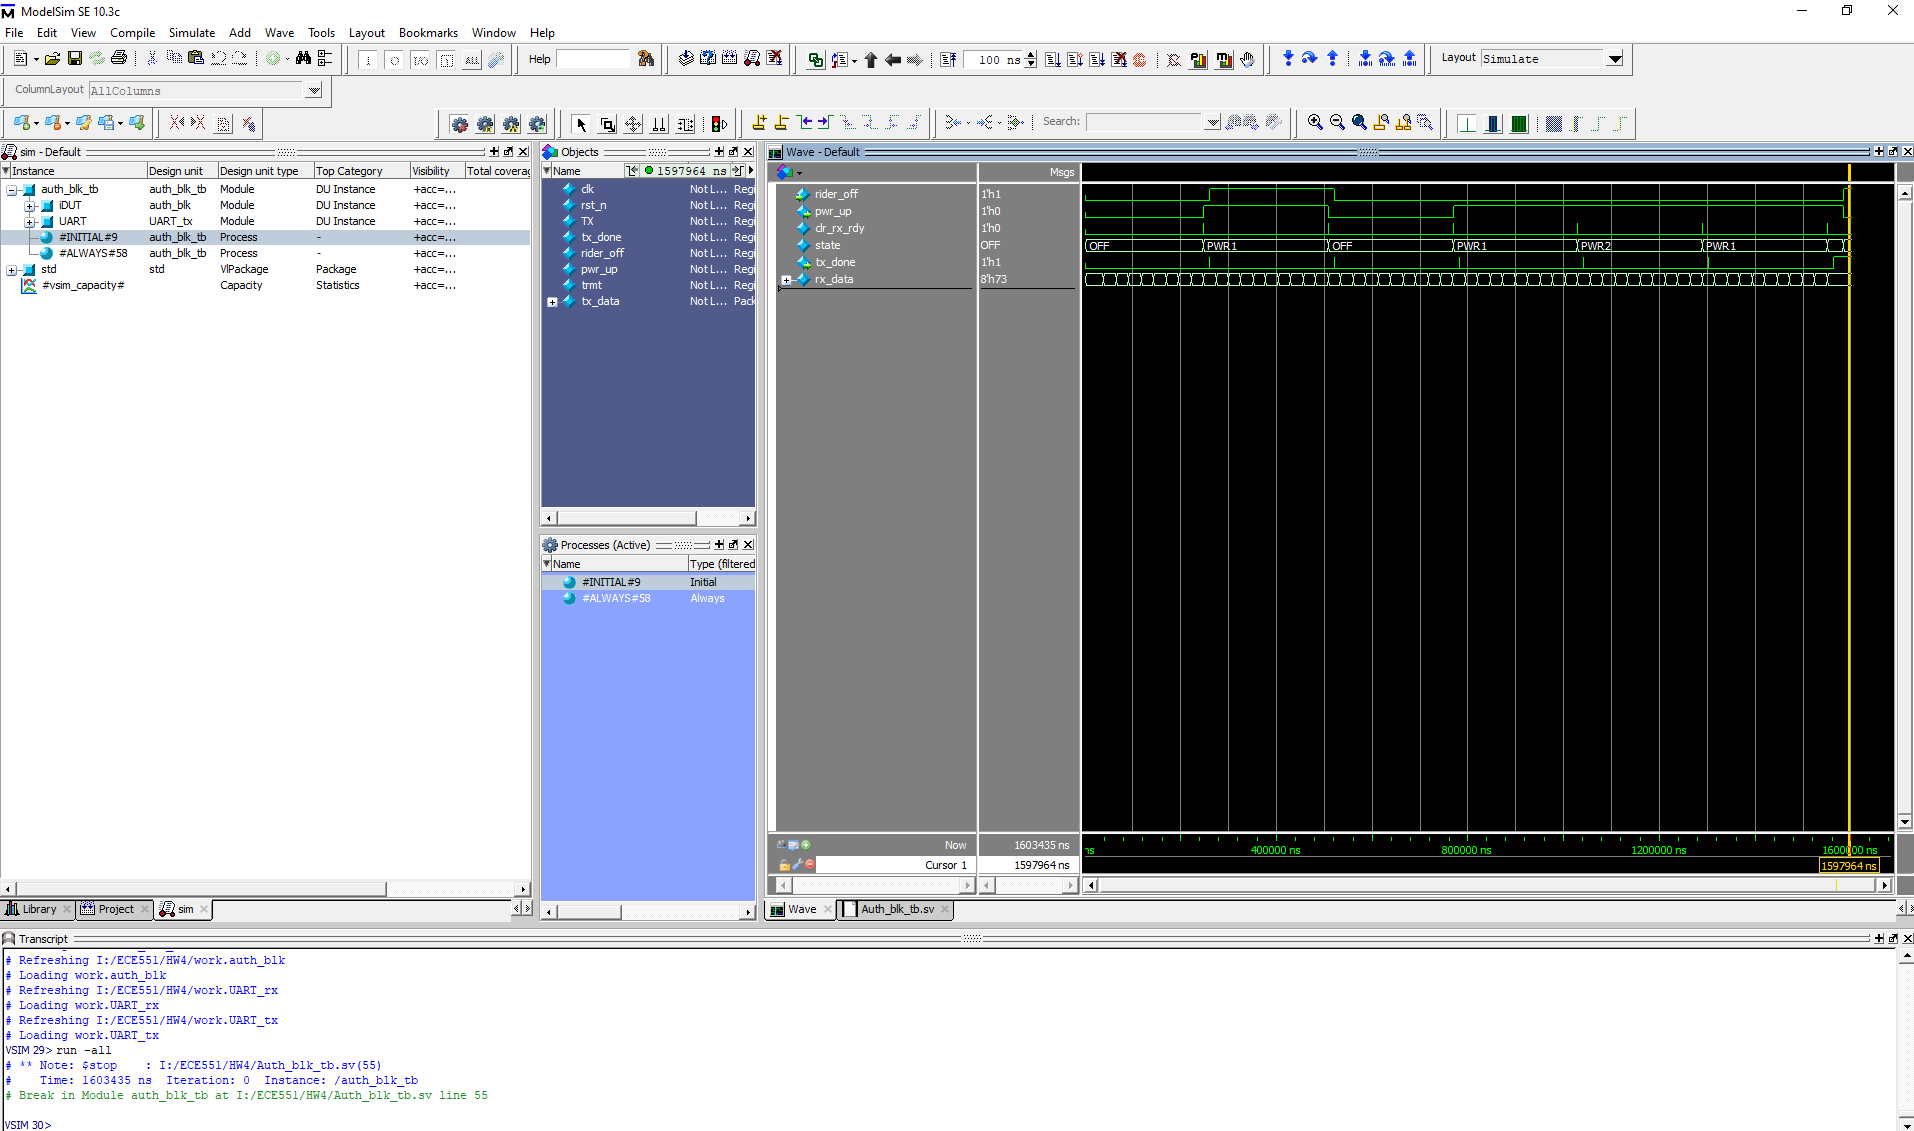 ModelSim SE 10.3c
File Edit View Compile Simulate Add Wave Tools Layout Bookmarks Window Help
Help
100 ns
Layout Simulate
ColumnLayout AllColumns
Search:
sim - Default
Instance Design unit Design unit type Top Category Visibility Total coverag
auth_blk_tb auth_blk_tb Module DU Instance +acc=...
iDUT auth_blk Module DU Instance +acc=...
UART UART_tx Module DU Instance +acc=...
#INITIAL#9 auth_blk_tb Process - +acc=...
#ALWAYS#58 auth_blk_tb Process - +acc=...
std std VlPackage Package +acc=...
#vsim_capacity# Capacity Statistics +acc=...
Library Project sim
Objects
Name 1597964 ns
clk Not L... Regi
rst_n Not L... Regi
TX Not L... Regi
tx_done Not L... Regi
rider_off Not L... Regi
pwr_up Not L... Regi
trmt Not L... Regi
tx_data Not L... Pack
Processes (Active)
Name Type (filtered
#INITIAL#9 Initial
#ALWAYS#58 Always
Wave - Default
Msgs
rider_off 1'h1
pwr_up 1'h0
clr_rx_rdy 1'h0
state OFF OFF PWR1 OFF PWR1 PWR2 PWR1
tx_done 1'h1
rx_data 8'h73
Now 1603435 ns ns 400000 ns 800000 ns 1200000 ns 1600000 ns
Cursor 1 1597964 ns 1597964 ns
Wave Auth_blk_tb.sv
Transcript
# Refreshing I:/ECE551/HW4/work.auth_blk
# Loading work.auth_blk
# Refreshing I:/ECE551/HW4/work.UART_rx
# Loading work.UART_rx
# Refreshing I:/ECE551/HW4/work.UART_tx
# Loading work.UART_tx
VSIM 29> run -all
# ** Note: $stop : I:/ECE551/HW4/Auth_blk_tb.sv(55)
# Time: 1603435 ns Iteration: 0 Instance: /auth_blk_tb
# Break in Module auth_blk_tb at I:/ECE551/HW4/Auth_blk_tb.sv line 55
VSIM 30>